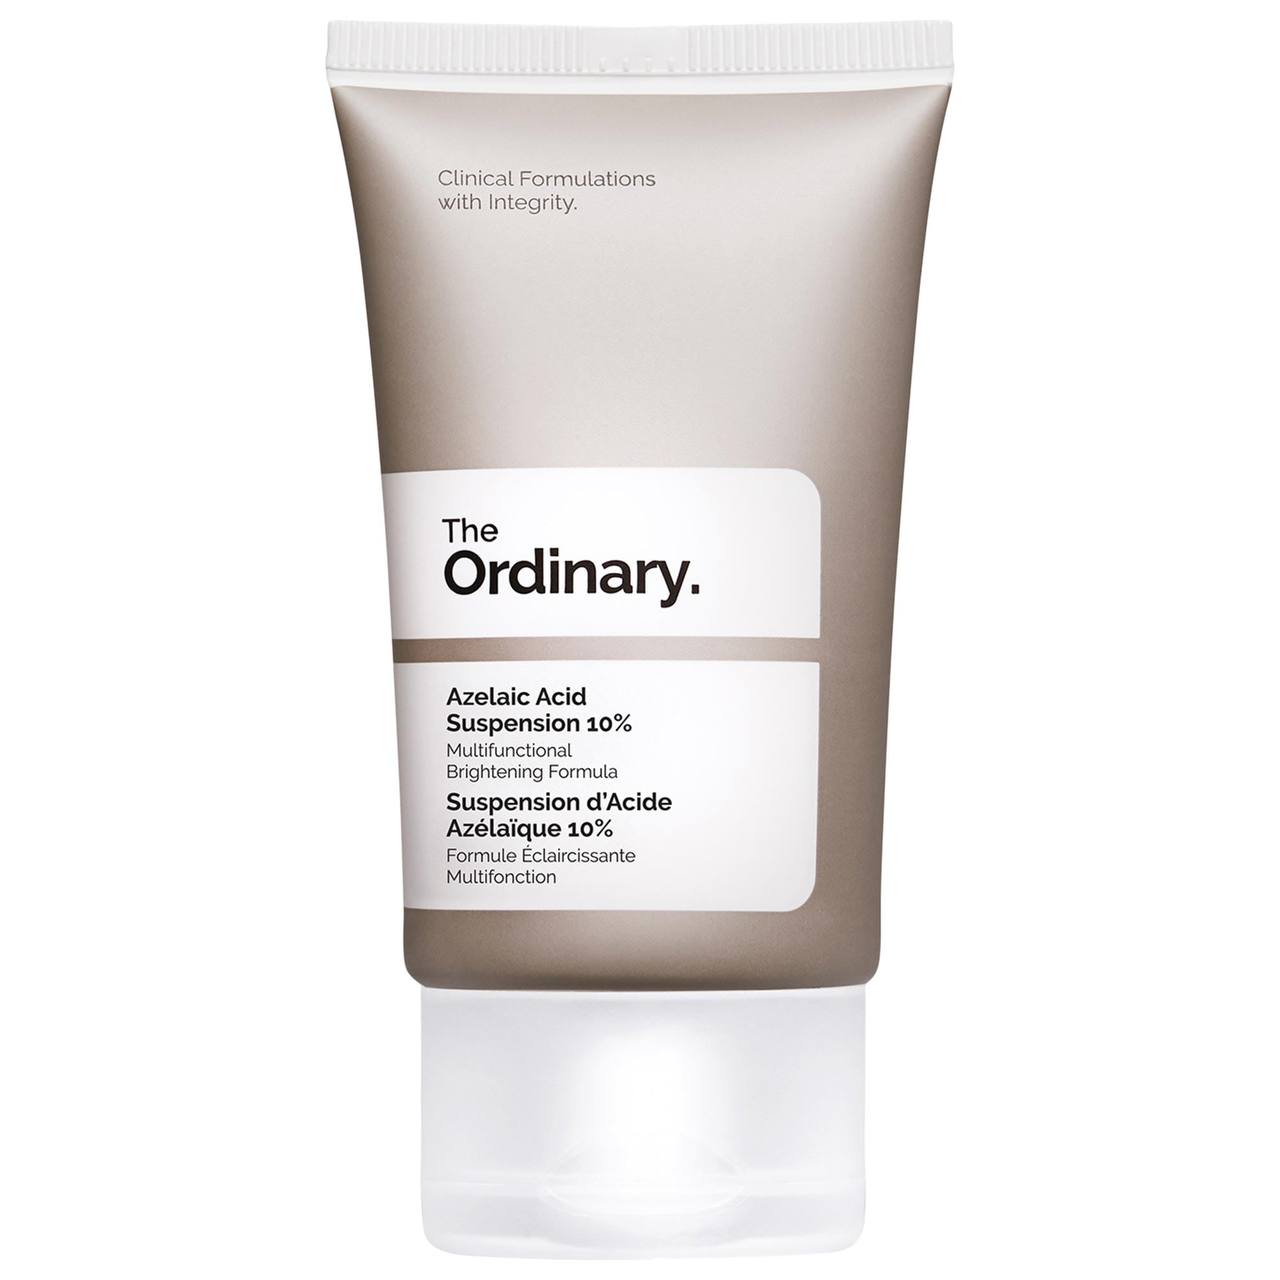 Clinical Formulations
with Integrity.
The
Ordinary.
Azelaic Acid
Suspension 10%
Multifunctional
Brightening Formula
Suspension d'Acide
Azélaïque 10%
Formule Éclaircissante
Multifonction